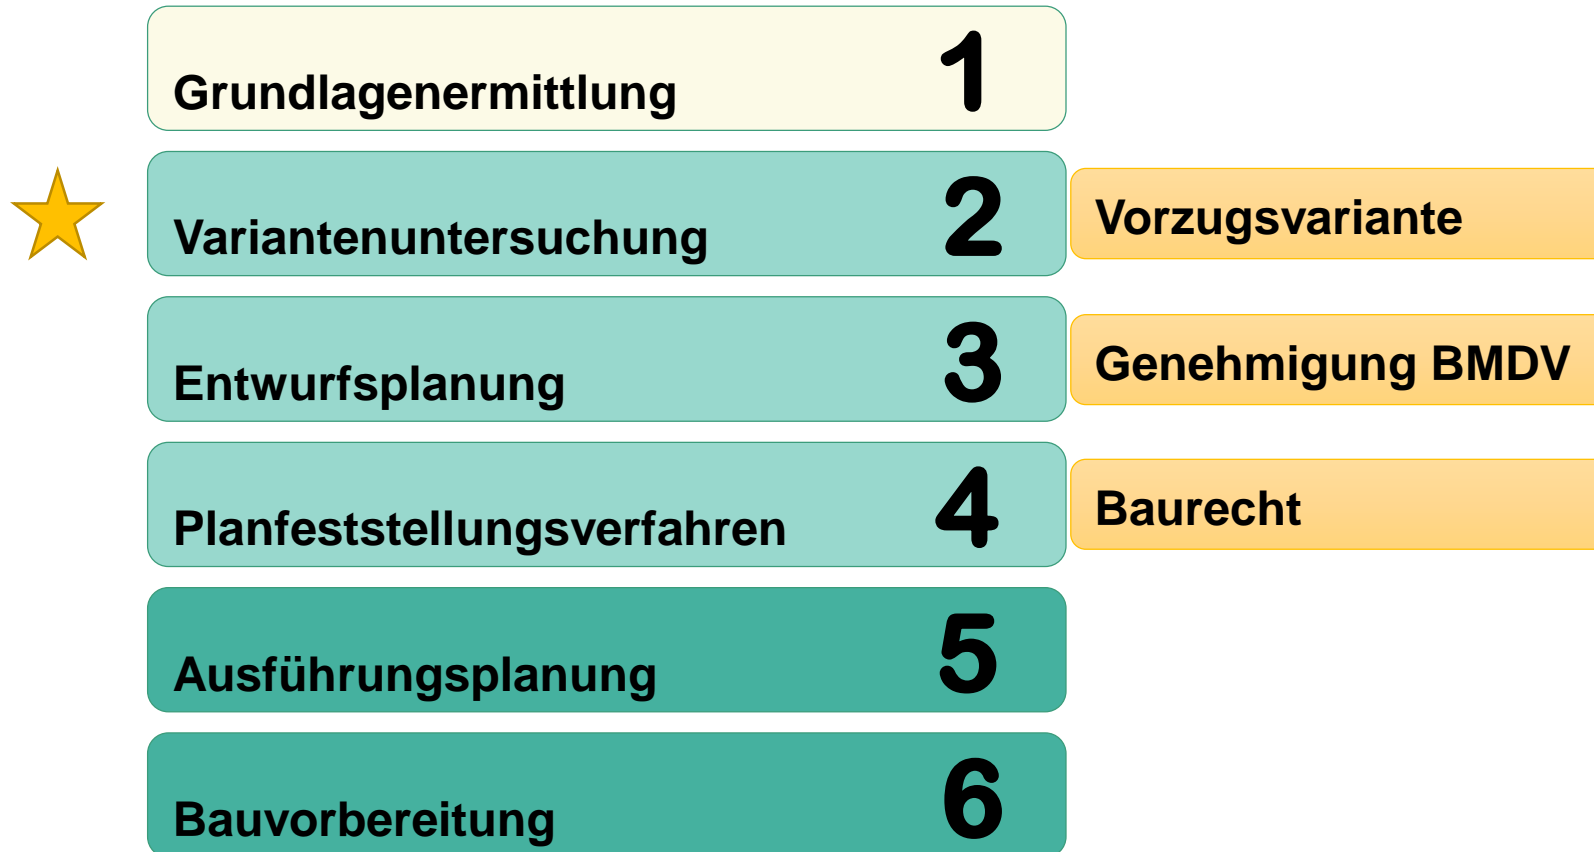 Grundlagenermittlung 1
Variantenuntersuchung 2 Vorzugsvariante
Entwurfsplanung 3 Genehmigung BMDV
Planfeststellungsverfahren 4 Baurecht
Ausführungsplanung 5
Bauvorbereitung 6